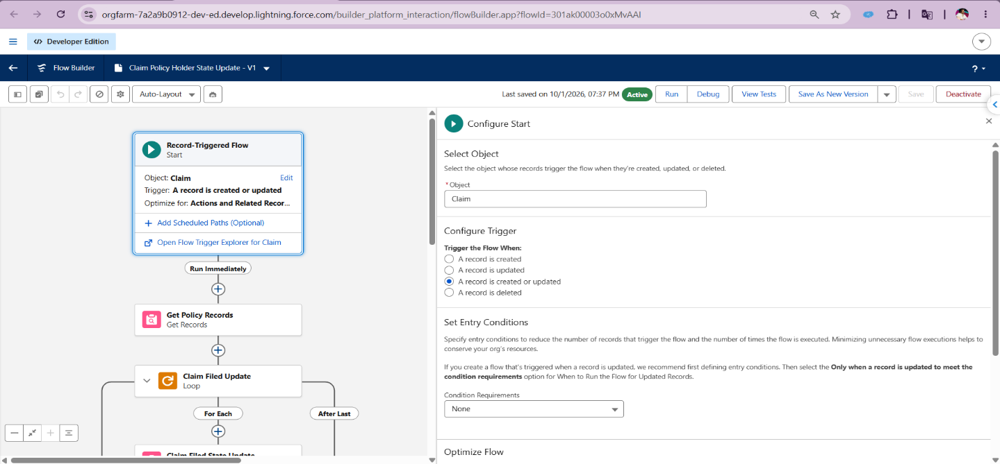 orgfarm-7a2a9b0912-dev-ed.develop.lightning.force.com/builder_platform_interaction/flowBuilder.app?flowId=301ak00003o0xMvAAI
Developer Edition
Flow Builder
Claim Policy Holder State Update - V1
?
Auto-Layout
Last saved on 10/1/2026, 07:37 PM
Active
Run
Debug
View Tests
Save As New Version
Save
Deactivate
Record-Triggered Flow
Start
Object: Claim
Edit
Trigger: A record is created or updated
Optimize for: Actions and Related Recor...
Add Scheduled Paths (Optional)
Open Flow Trigger Explorer for Claim
Run Immediately
Get Policy Records
Get Records
Claim Filed Update
Loop
For Each
After Last
Claim Filed State Update
Configure Start
Select Object
Select the object whose records trigger the flow when they're created, updated, or deleted.
* Object
Claim
Configure Trigger
Trigger the Flow When:
A record is created
A record is updated
A record is created or updated
A record is deleted
Set Entry Conditions
Specify entry conditions to reduce the number of records that trigger the flow and the number of times the flow is executed. Minimizing unnecessary flow executions helps to
conserve your org's resources.
If you create a flow that's triggered when a record is updated, we recommend first defining entry conditions. Then select the Only when a record is updated to meet the
condition requirements option for When to Run the Flow for Updated Records.
Condition Requirements
None
Optimize Flow